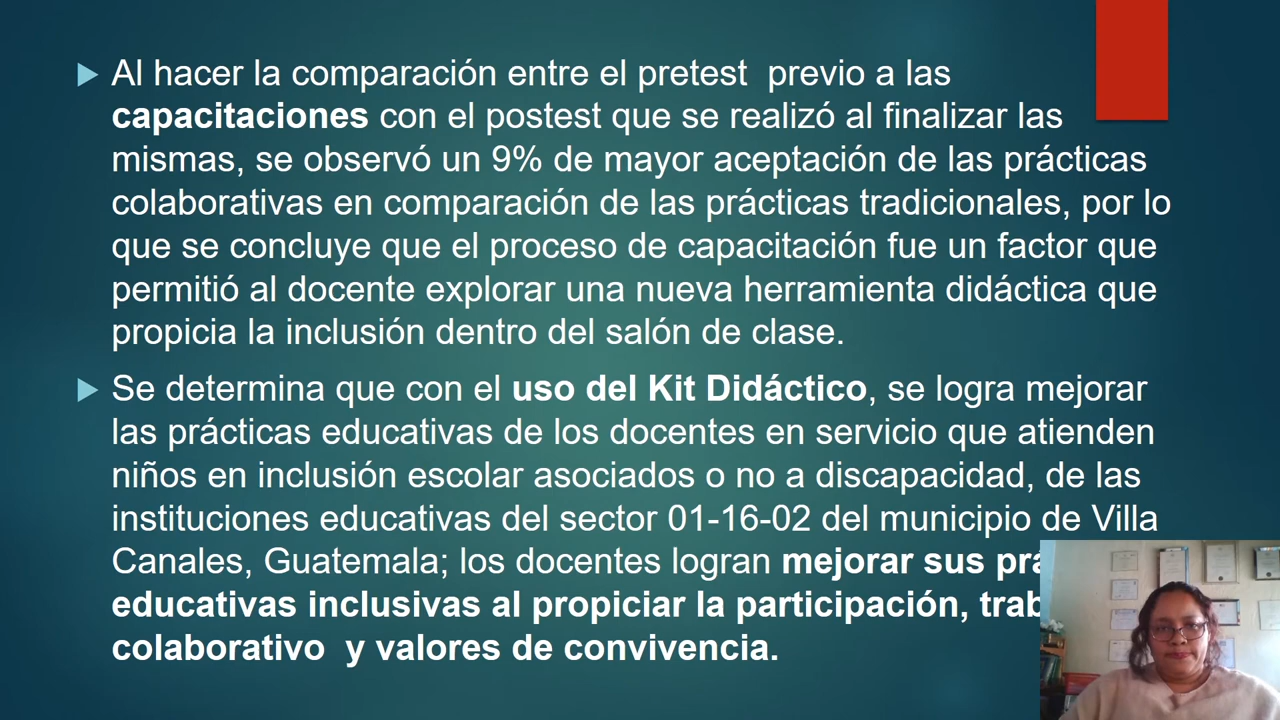 Al hacer la comparación entre el pretest  previo a las
capacitaciones con el postest que se realizó al finalizar las
mismas, se observó un 9% de mayor aceptación de las prácticas
colaborativas en comparación de las prácticas tradicionales, por lo
que se concluye que el proceso de capacitación fue un factor que
permitió al docente explorar una nueva herramienta didáctica que
propicia la inclusión dentro del salón de clase.
Se determina que con el uso del Kit Didáctico, se logra mejorar
las prácticas educativas de los docentes en servicio que atienden
niños en inclusión escolar asociados o no a discapacidad, de las
instituciones educativas del sector 01-16-02 del municipio de Villa
Canales, Guatemala; los docentes logran mejorar sus
educativas inclusivas al propiciar la participación,
colaborativo  y valores de convivencia.